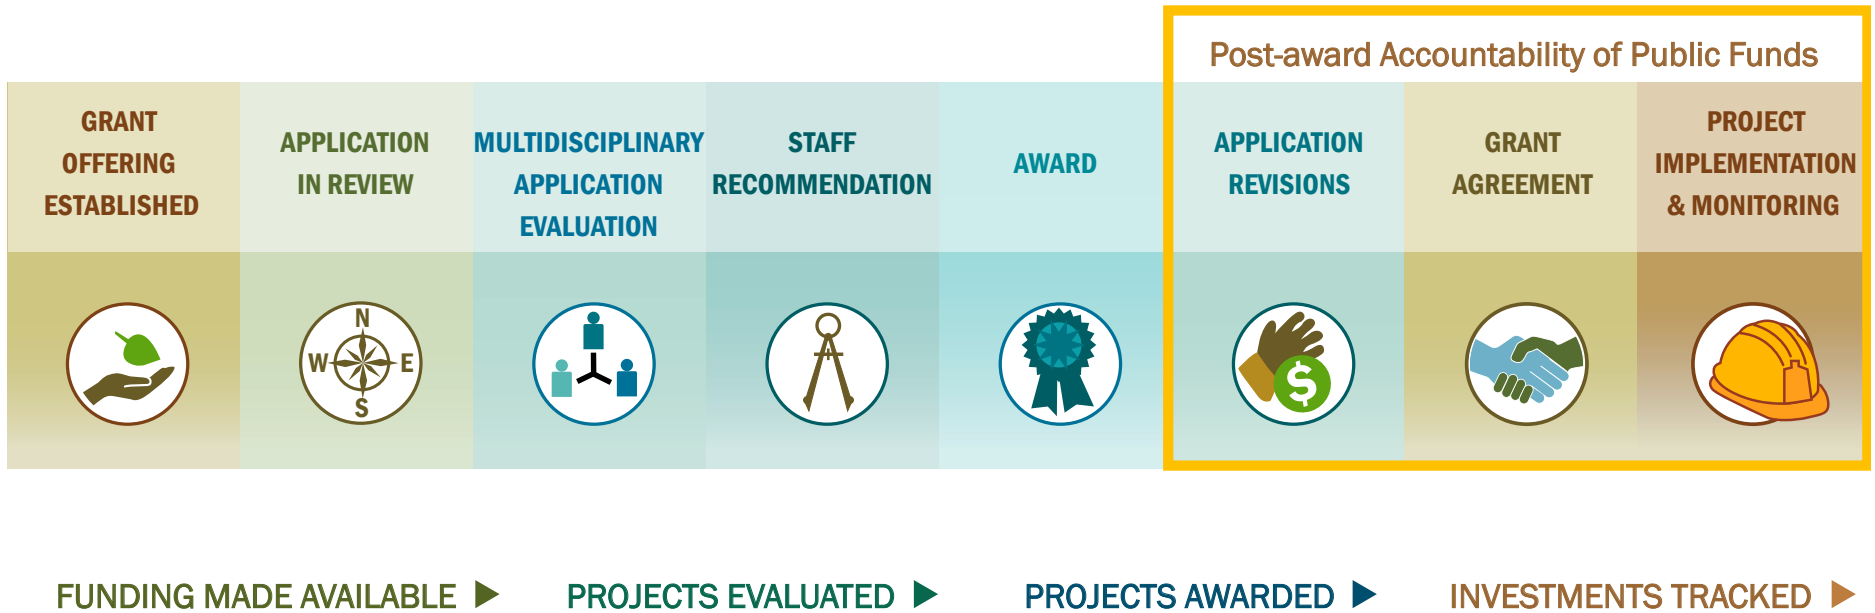 Post-award Accountability of Public Funds
GRANT
OFFERING
ESTABLISHED
APPLICATION
IN REVIEW
MULTIDISCIPLINARY
APPLICATION
EVALUATION
STAFF
RECOMMENDATION
AWARD
APPLICATION
REVISIONS
GRANT
AGREEMENT
PROJECT
IMPLEMENTATION
& MONITORING
N
W E
S
$
FUNDING MADE AVAILABLE
PROJECTS EVALUATED
PROJECTS AWARDED
INVESTMENTS TRACKED